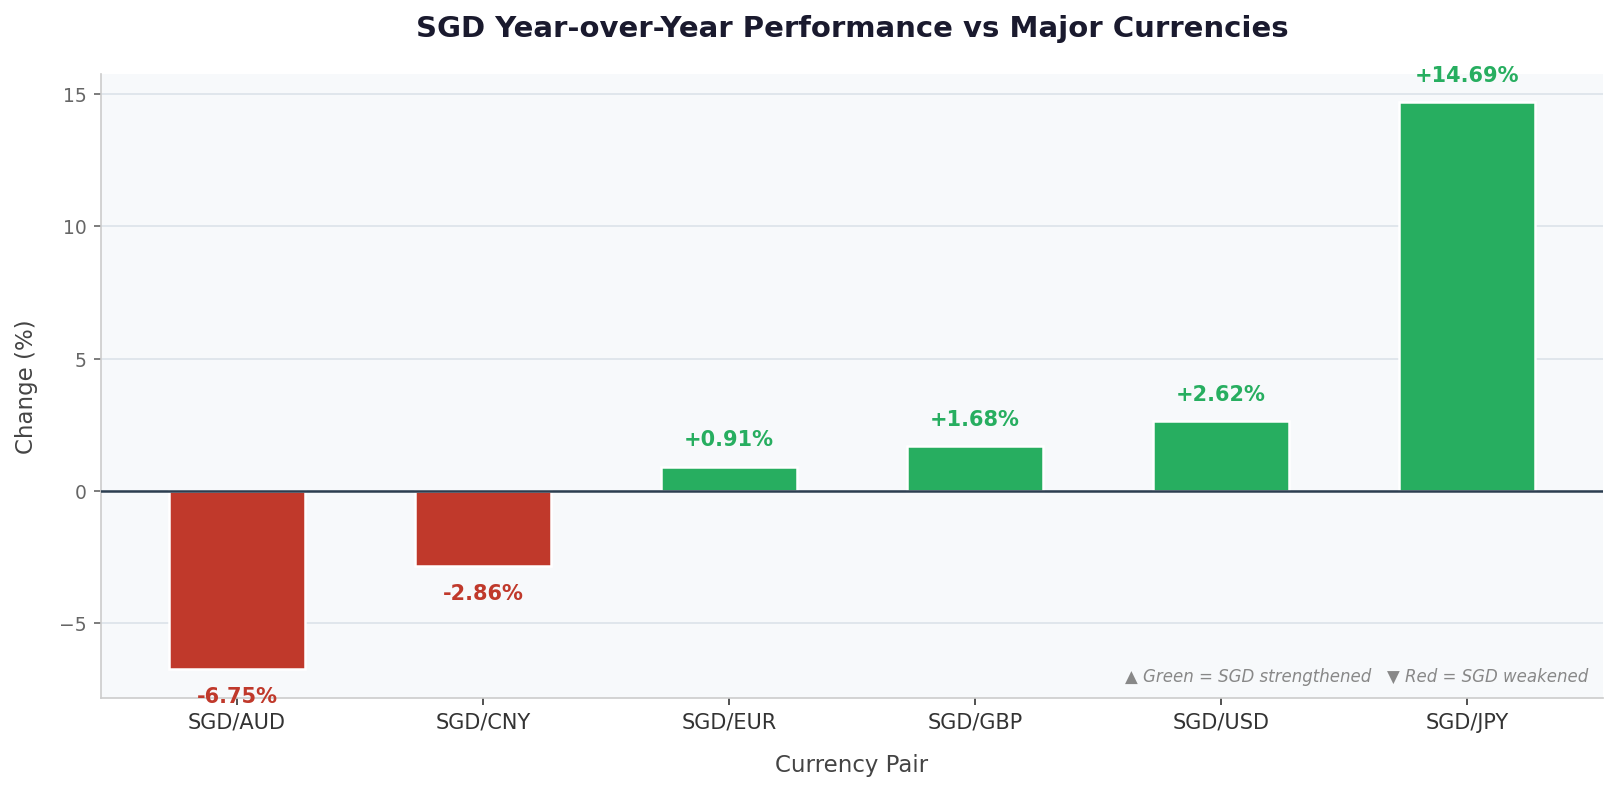 SGD Year-over-Year Performance vs Major Currencies
+14.69%
15
10
5
0
−5
Change (%)
+2.62%
+1.68%
+0.91%
-2.86%
-6.75%
▲ Green = SGD strengthened ▼ Red = SGD weakened
SGD/AUD SGD/CNY SGD/EUR SGD/GBP SGD/USD SGD/JPY
Currency Pair